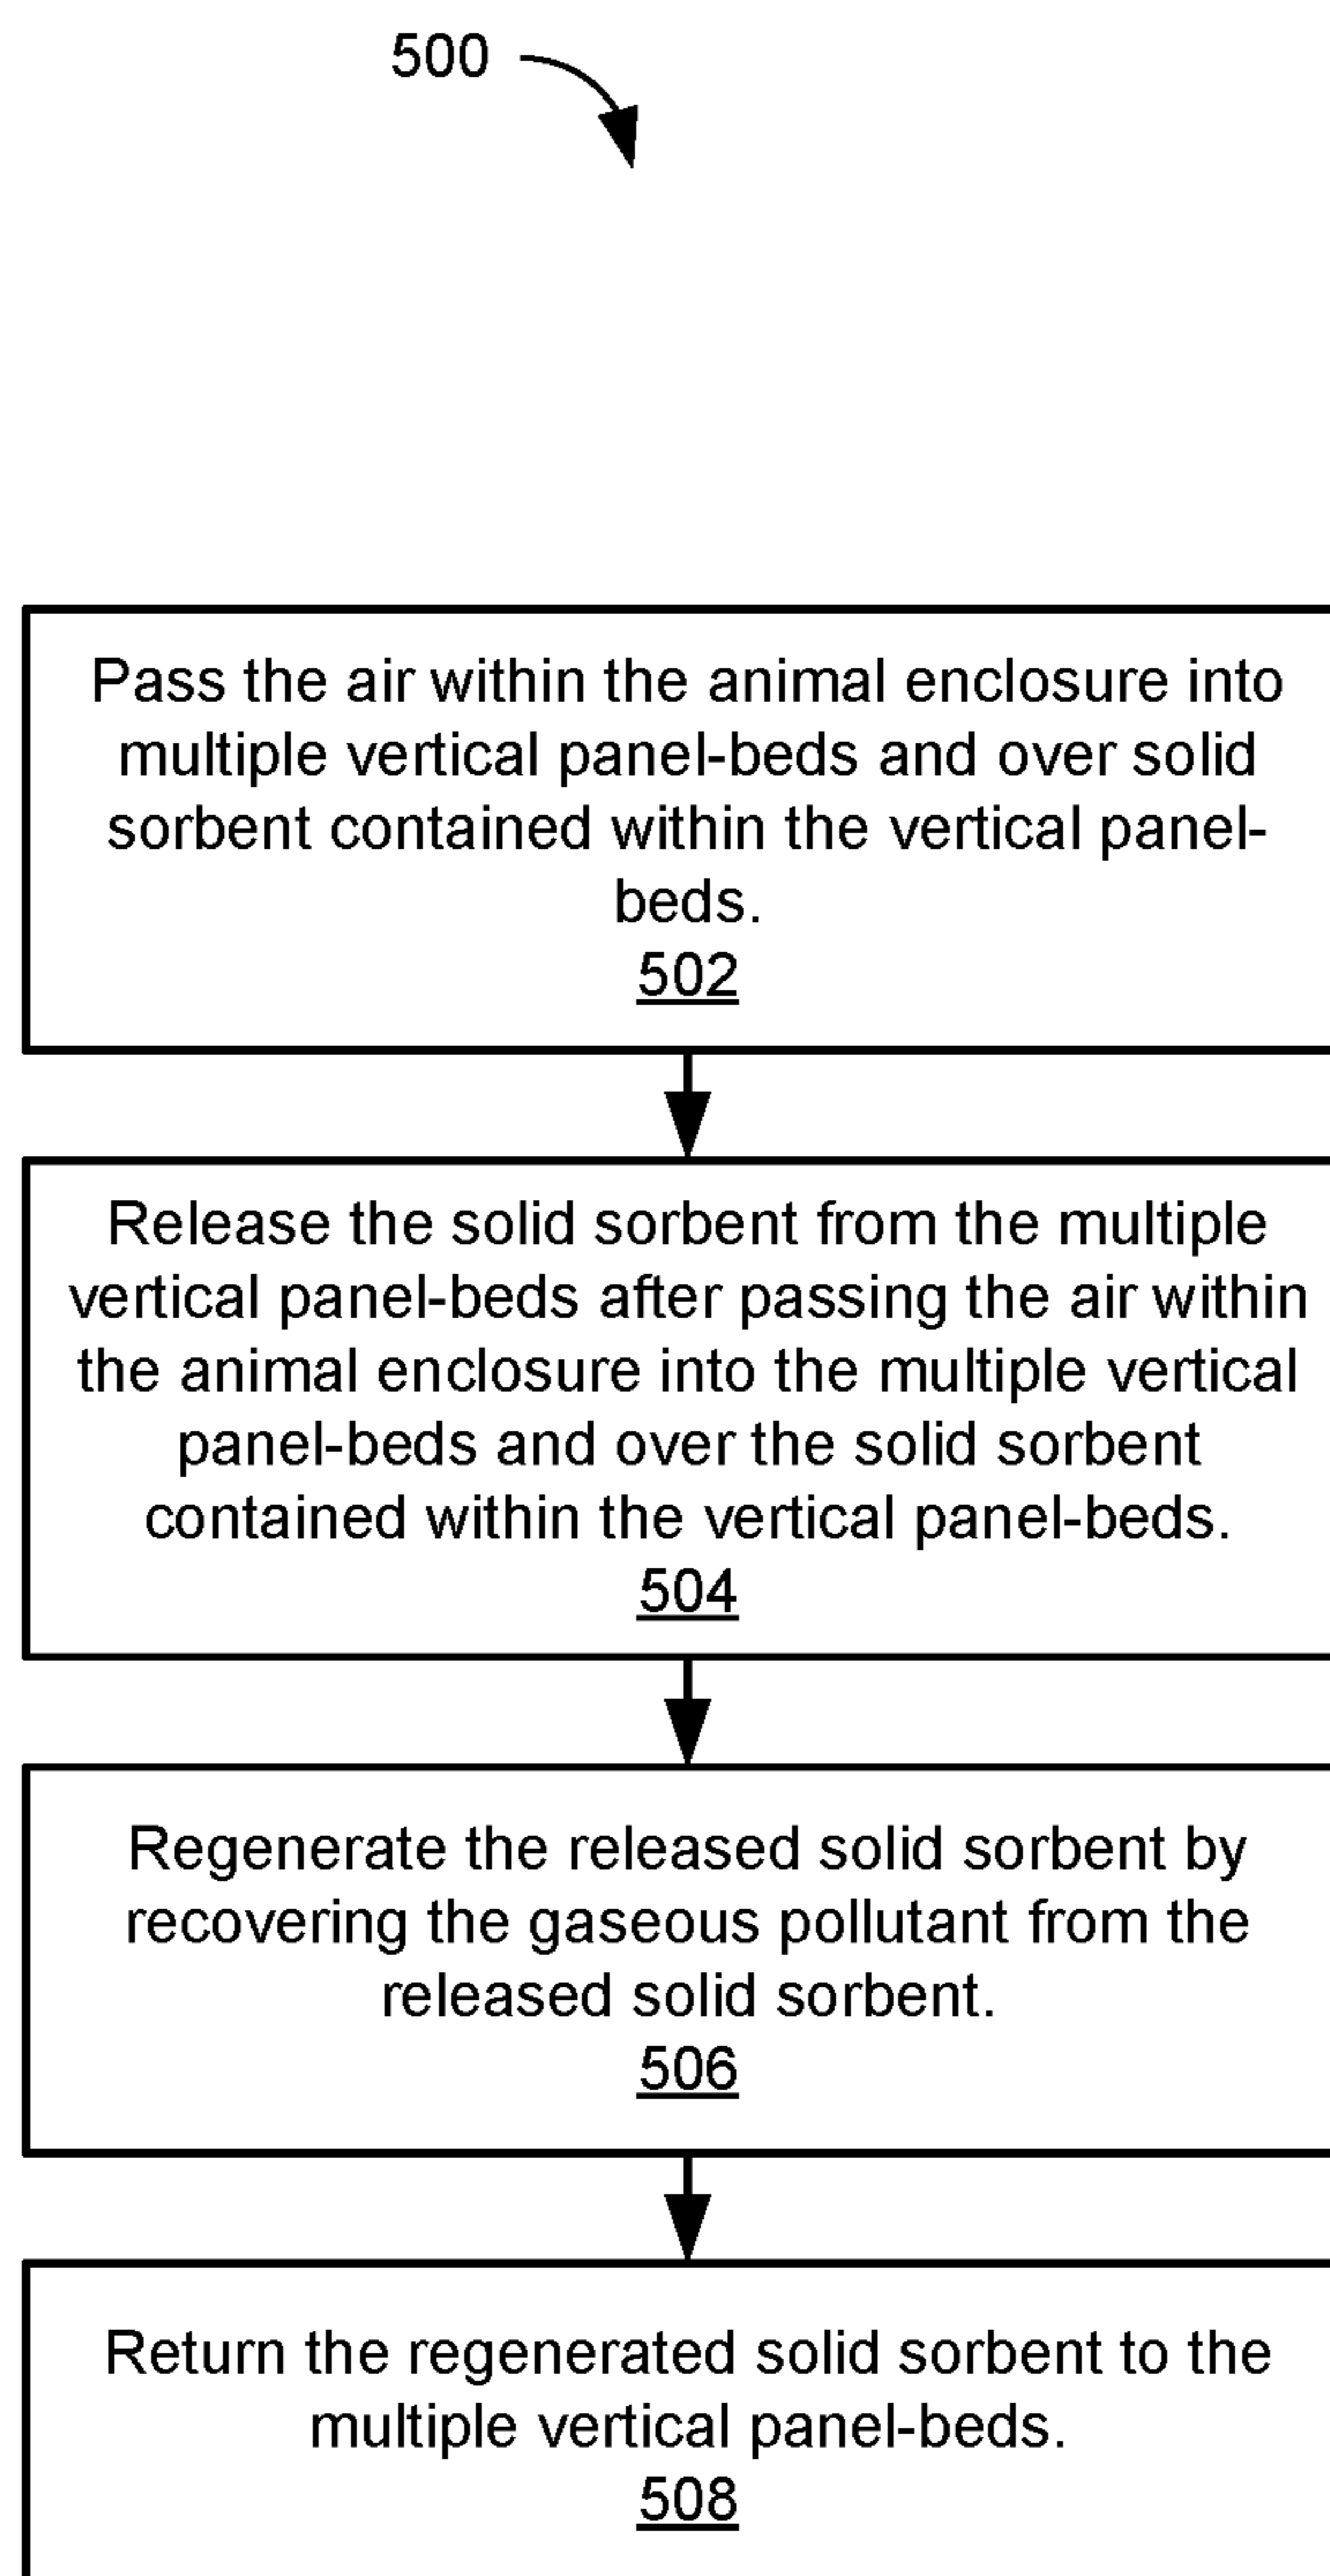 500
Pass the air within the animal enclosure into
multiple vertical panel-beds and over solid
sorbent contained within the vertical panel-
beds.
502
Release the solid sorbent from the multiple
vertical panel-beds after passing the air within
the animal enclosure into the multiple vertical
panel-beds and over the solid sorbent
contained within the vertical panel-beds.
504
Regenerate the released solid sorbent by
recovering the gaseous pollutant from the
released solid sorbent.
506
Return the regenerated solid sorbent to the
multiple vertical panel-beds.
508